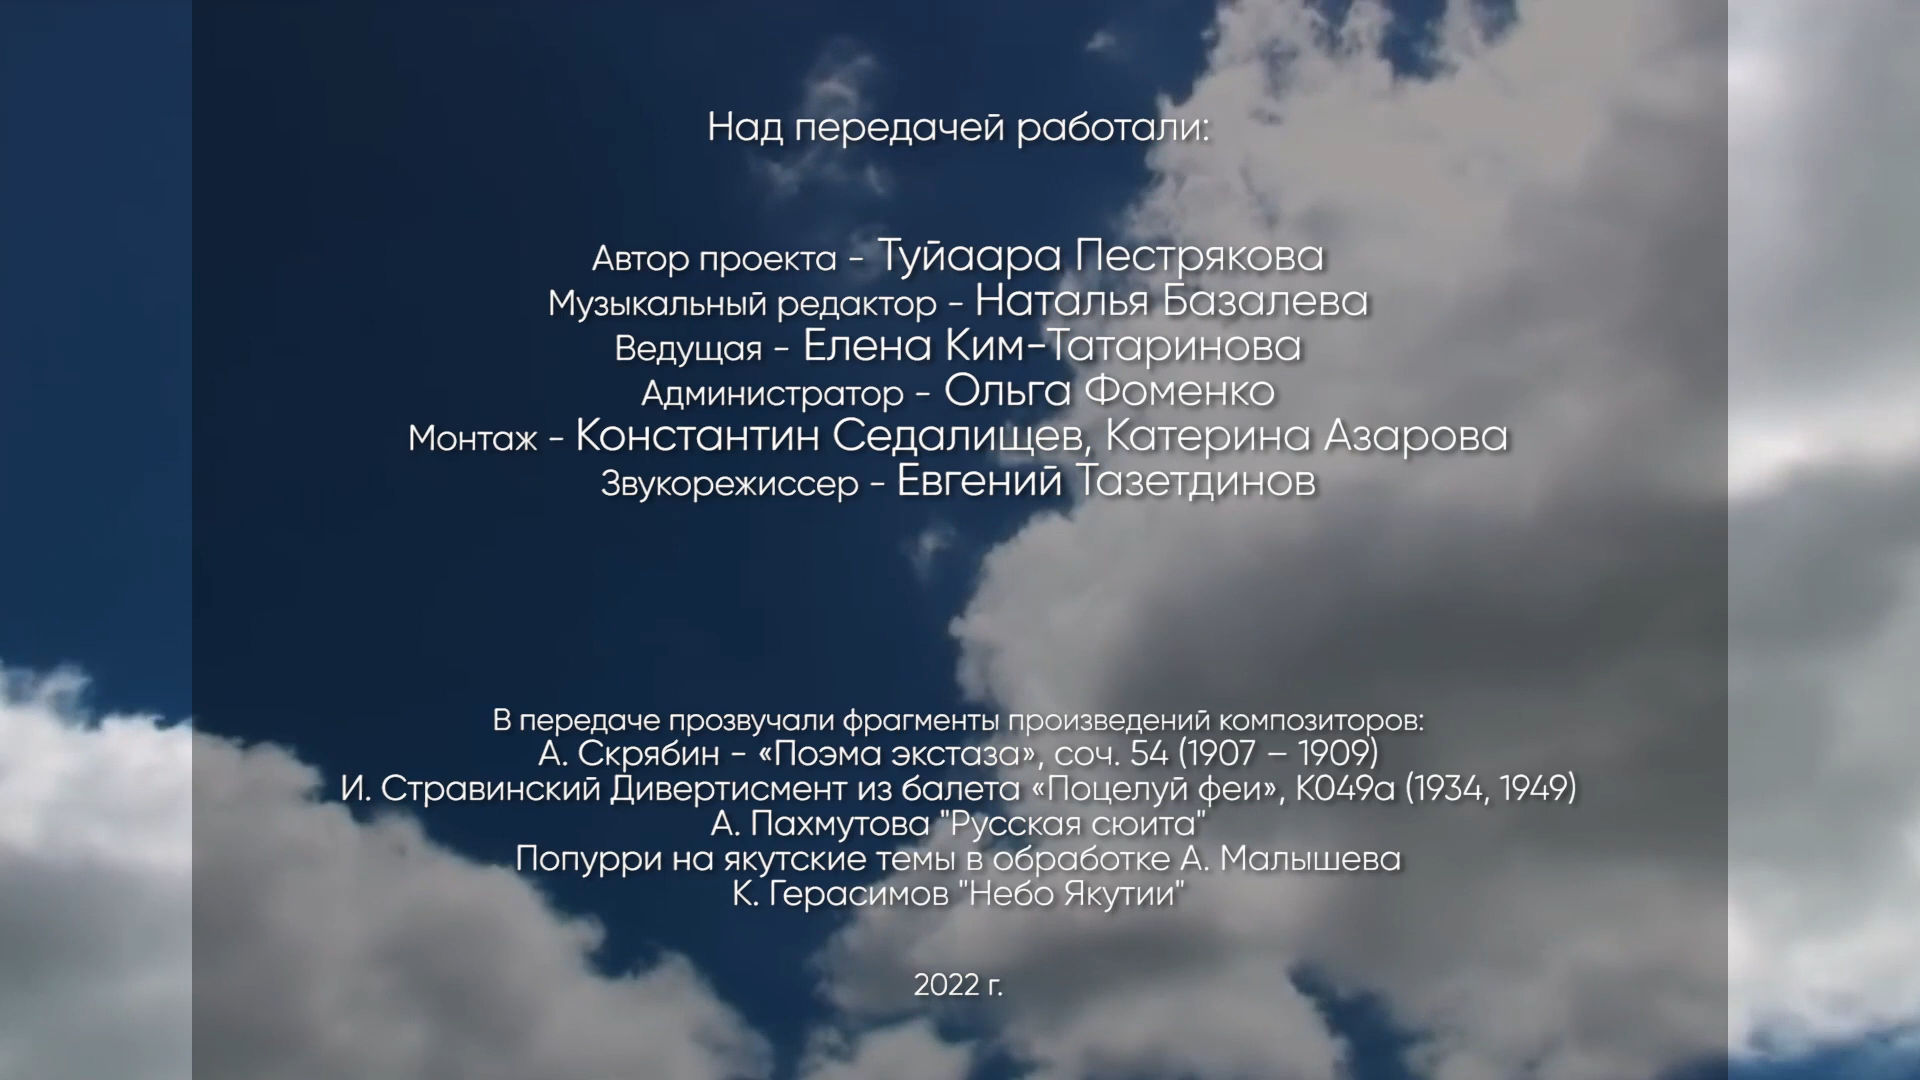 Над передачей работали:
Автор проекта - Туйаара Пестрякова
Музыкальный редактор - Наталья Базалева
Ведущая - Елена Ким-Татаринова
Администратор - Ольга Фоменко
Монтаж - Константин Седалищев, Катерина Азарова
Звукорежиссер - Евгений Тазетдинов
В передаче прозвучали фрагменты произведений композиторов:
А. Скрябин - «Поэма экстаза», соч. 54 (1907 – 1909)
И. Стравинский Дивертисмент из балета «Поцелуй феи», К049а (1934, 1949)
А. Пахмутова "Русская сюита"
Попурри на якутские темы в обработке А. Малышева
К. Герасимов "Небо Якутии"
2022 г.